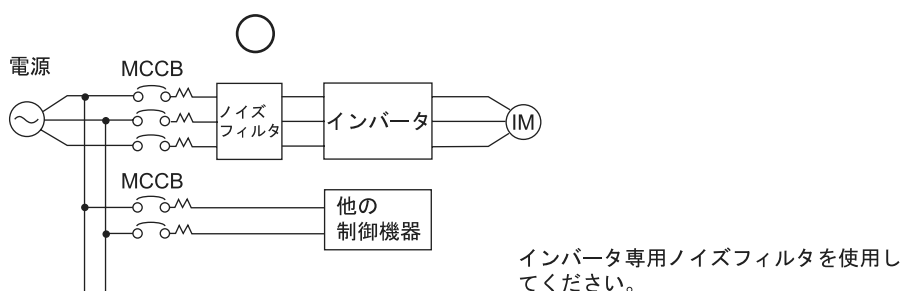 電源
MCCB
ノイズ
フィルタ
インバータ
IM
MCCB
他の
制御機器
インバータ専用ノイズフィルタを使用し
てください。